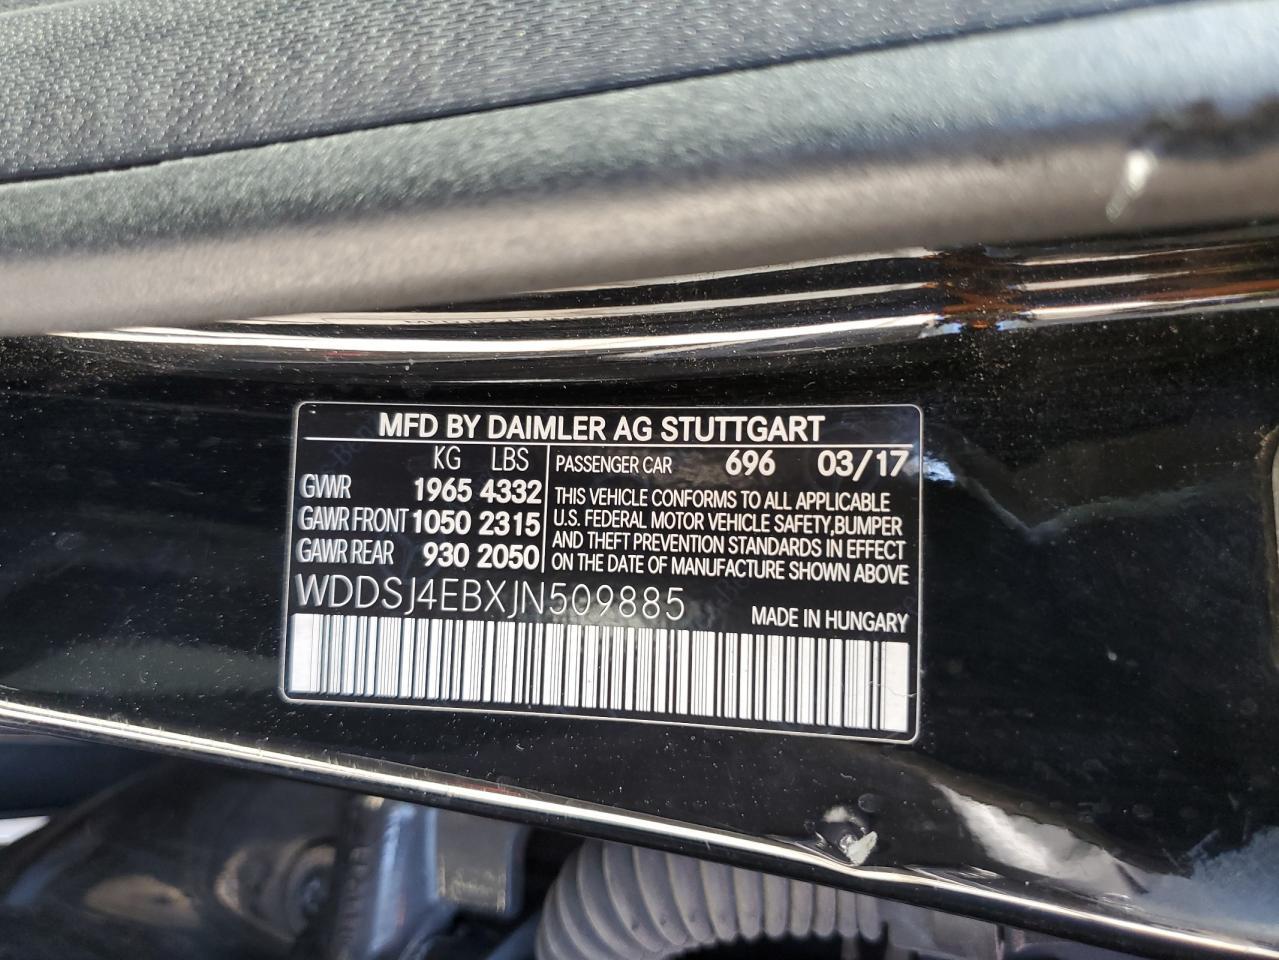 MFD BY DAIMLER AG STUTTGART
KG LBS
GVWR 1965 4332
GAWR FRONT 1050 2315
GAWR REAR 930 2050
PASSENGER CAR 696 03/17
THIS VEHICLE CONFORMS TO ALL APPLICABLE
U.S. FEDERAL MOTOR VEHICLE SAFETY,BUMPER
AND THEFT PREVENTION STANDARDS IN EFFECT
ON THE DATE OF MANUFACTURE SHOWN ABOVE
WDDSJ4EBXJN509885
MADE IN HUNGARY